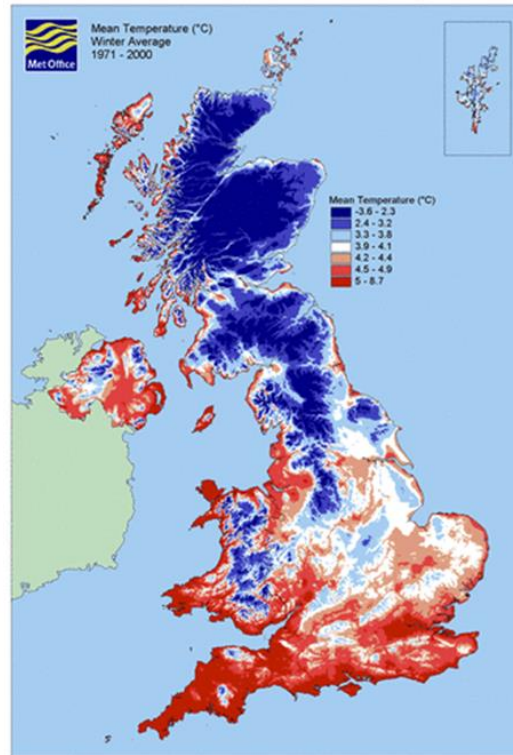 Met Office
Mean Temperature (°C)
Winter Average
1971 - 2000
Mean Temperature (°C)
-3.6 - 2.3
2.4 - 3.2
3.3 - 3.8
3.9 - 4.1
4.2 - 4.4
4.5 - 4.9
5 - 8.7